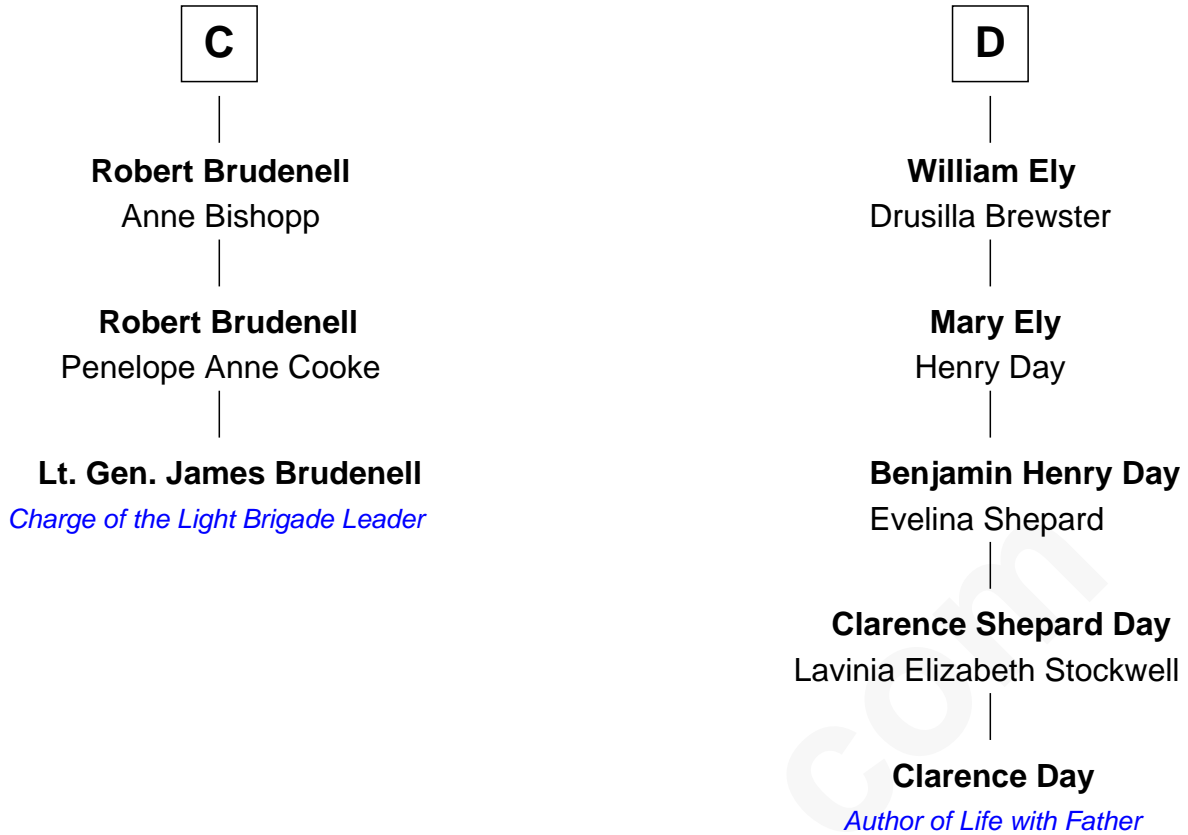 C
Robert Brudenell
Anne Bishopp
Robert Brudenell
Penelope Anne Cooke
Lt. Gen. James Brudenell
Charge of the Light Brigade Leader
D
William Ely
Drusilla Brewster
Mary Ely
Henry Day
Benjamin Henry Day
Evelina Shepard
Clarence Shepard Day
Lavinia Elizabeth Stockwell
Clarence Day
Author of Life with Father
com